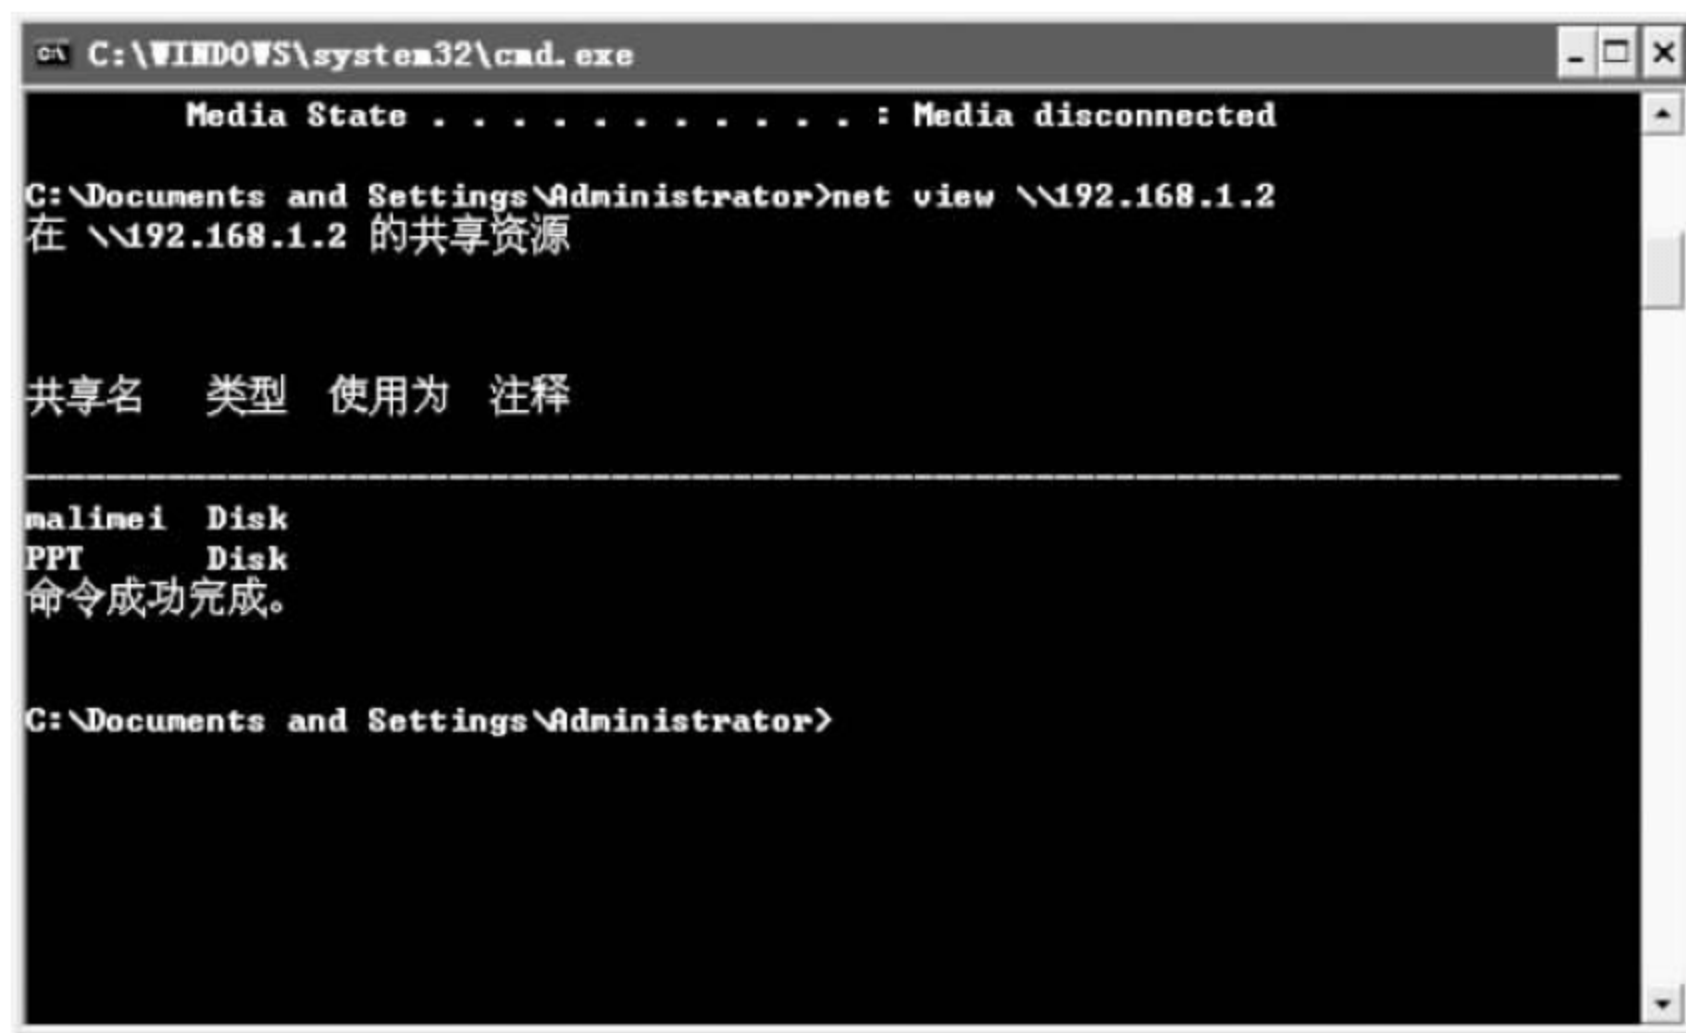 C:\WINDOWS\system32\cmd.exe
Media State . . . . . . . . . . . : Media disconnected
C:\Documents and Settings\Administrator>net view \\192.168.1.2
在 \\192.168.1.2 的共享资源
共享名 类型 使用为 注释
-------------------------------------------------------------------------------
malimei Disk
PPT Disk
命令成功完成。
C:\Documents and Settings\Administrator>